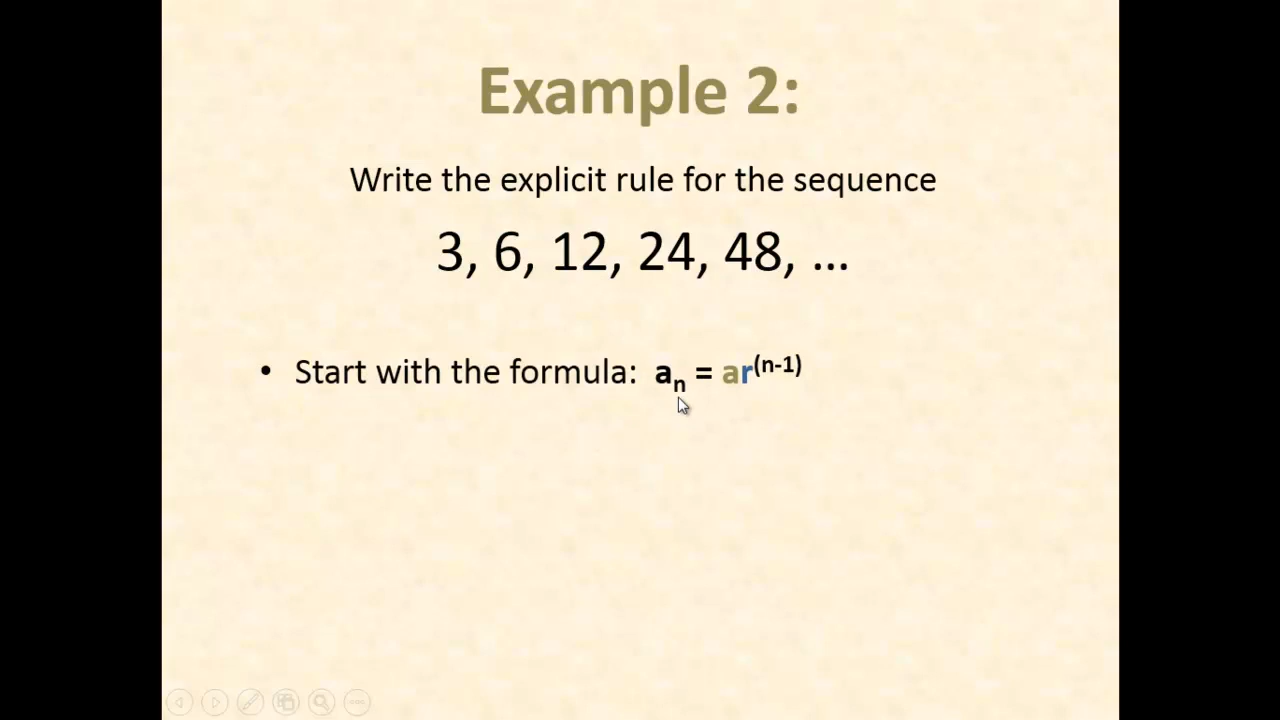 Example 2:
Write the explicit rule for the sequence
3, 6, 12, 24, 48, …
• Start with the formula: aₙ = ar⁽ⁿ⁻¹⁾